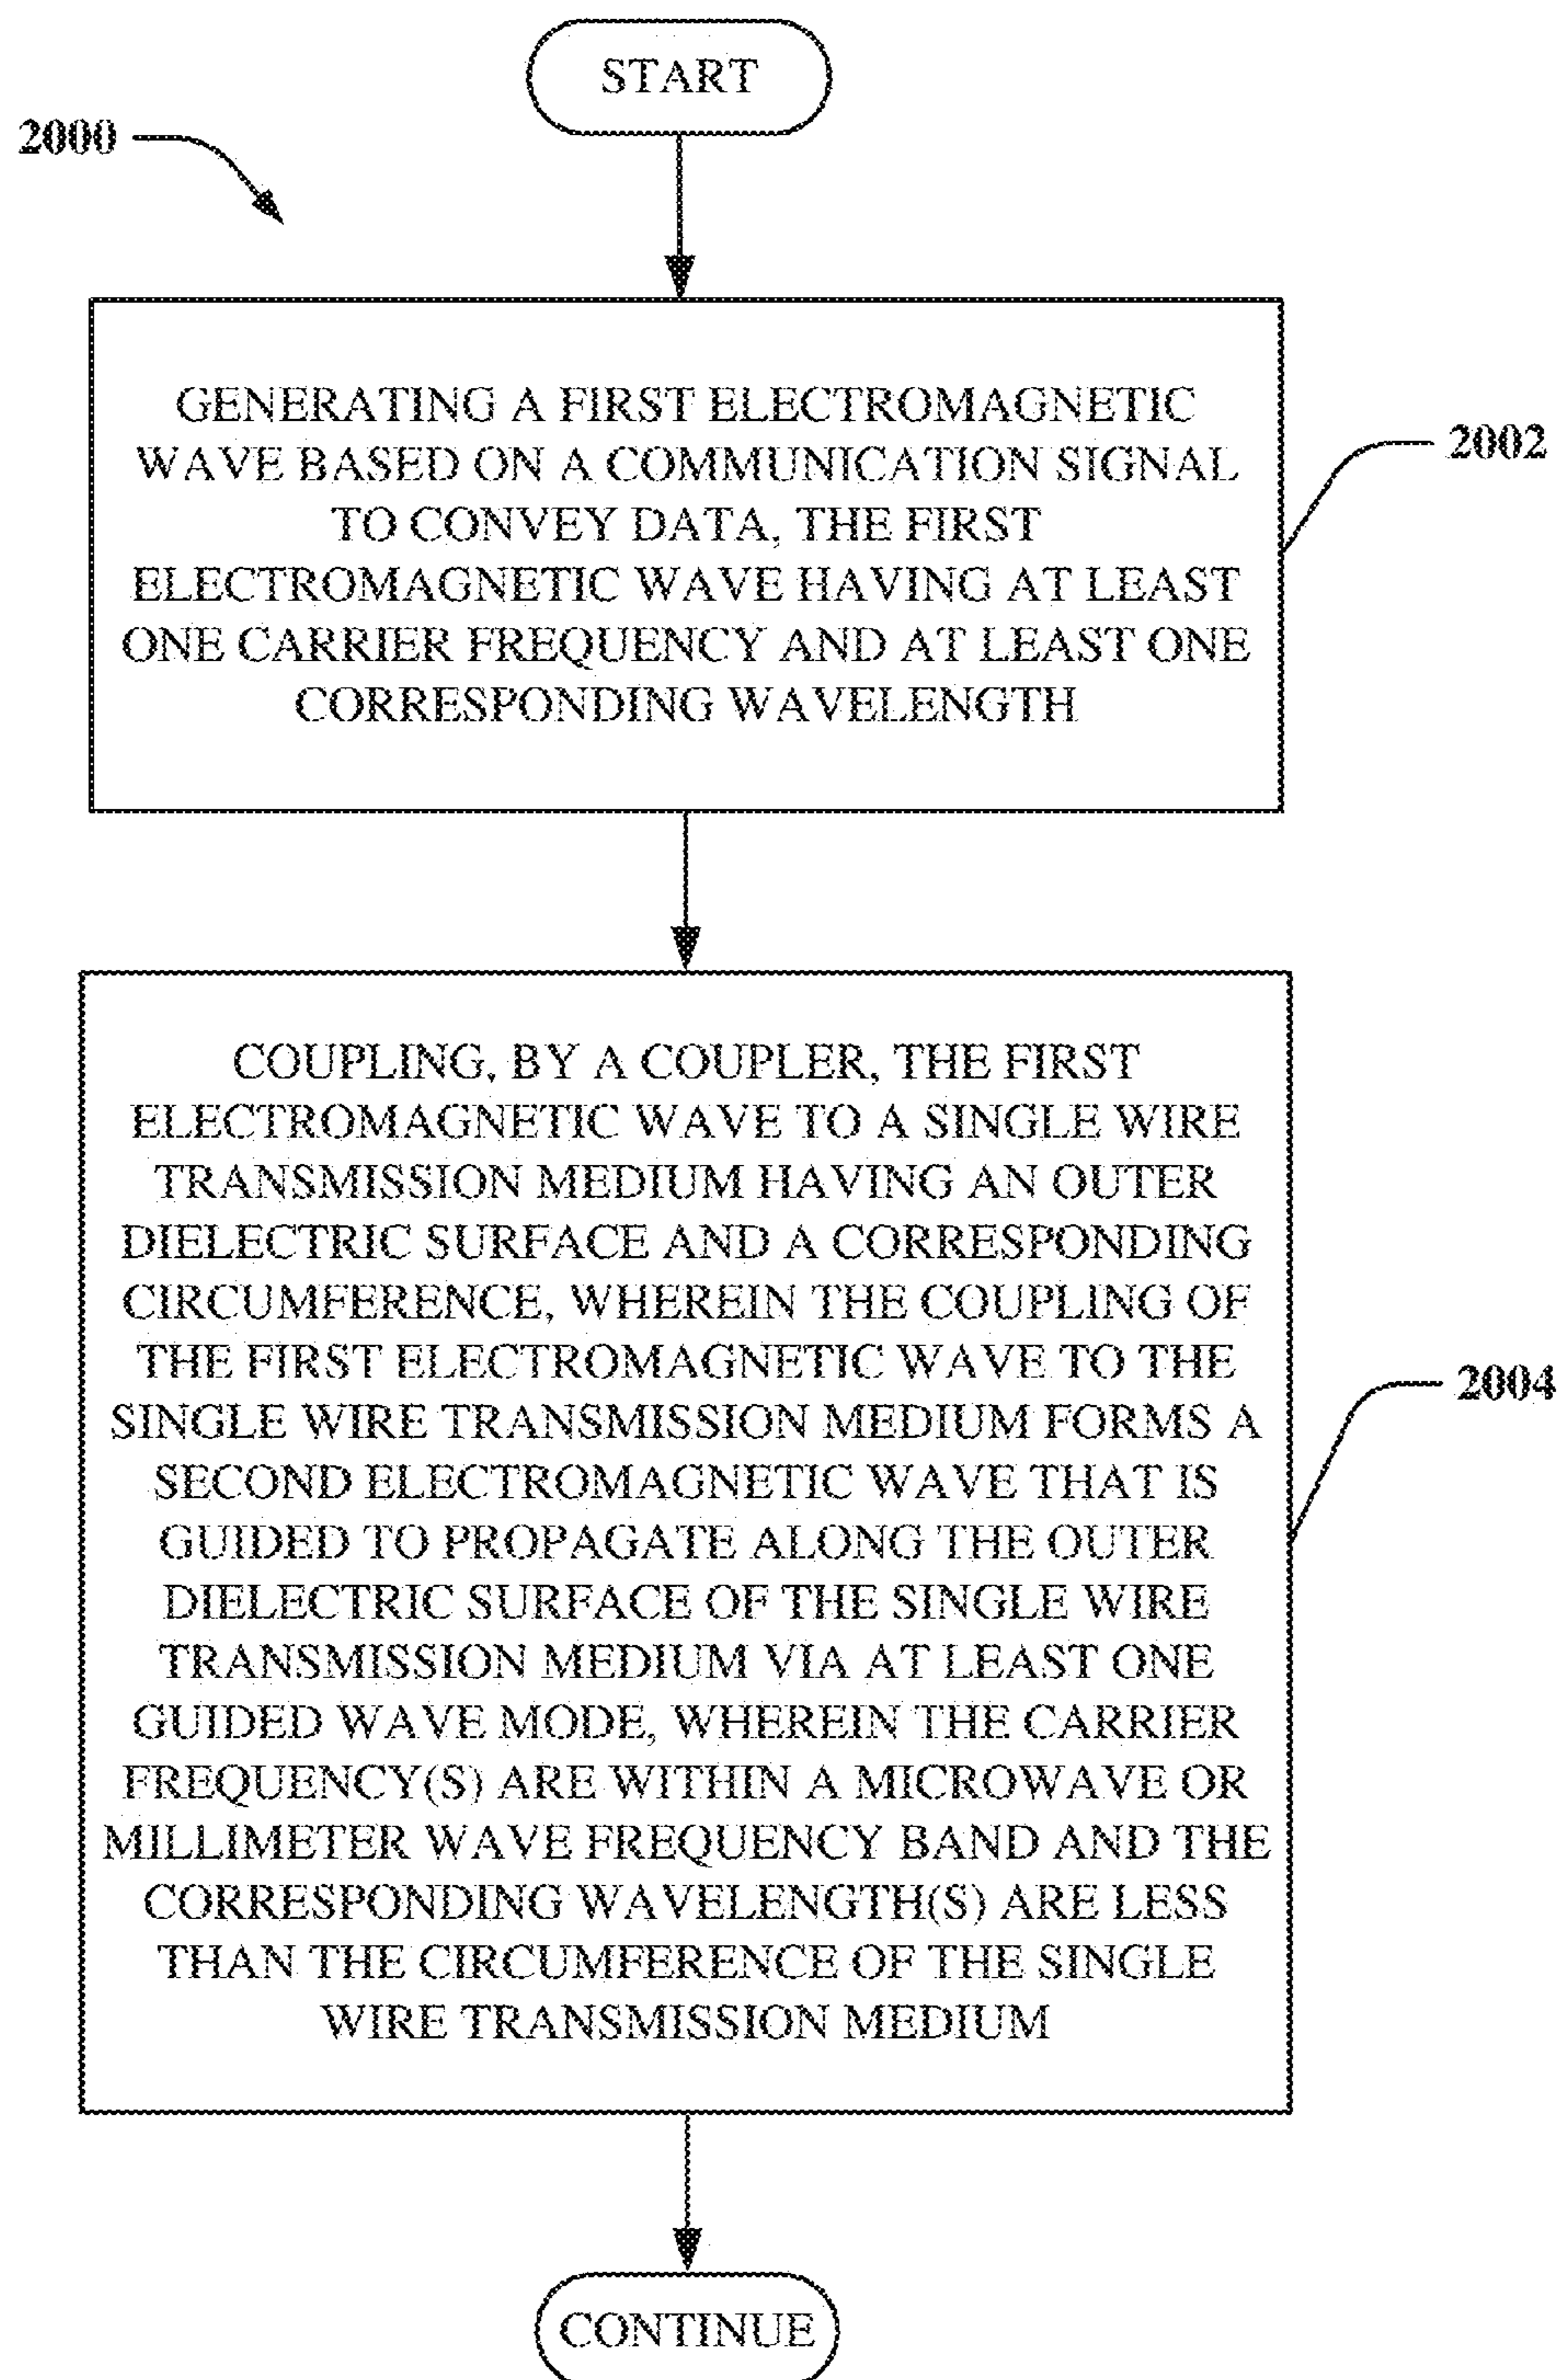 START
2000
GENERATING A FIRST ELECTROMAGNETIC
WAVE BASED ON A COMMUNICATION SIGNAL
TO CONVEY DATA, THE FIRST
ELECTROMAGNETIC WAVE HAVING AT LEAST
ONE CARRIER FREQUENCY AND AT LEAST ONE
CORRESPONDING WAVELENGTH
2002
COUPLING, BY A COUPLER, THE FIRST
ELECTROMAGNETIC WAVE TO A SINGLE WIRE
TRANSMISSION MEDIUM HAVING AN OUTER
DIELECTRIC SURFACE AND A CORRESPONDING
CIRCUMFERENCE, WHEREIN THE COUPLING OF
THE FIRST ELECTROMAGNETIC WAVE TO THE
SINGLE WIRE TRANSMISSION MEDIUM FORMS A
SECOND ELECTROMAGNETIC WAVE THAT IS
GUIDED TO PROPAGATE ALONG THE OUTER
DIELECTRIC SURFACE OF THE SINGLE WIRE
TRANSMISSION MEDIUM VIA AT LEAST ONE
GUIDED WAVE MODE, WHEREIN THE CARRIER
FREQUENCY(S) ARE WITHIN A MICROWAVE OR
MILLIMETER WAVE FREQUENCY BAND AND THE
CORRESPONDING WAVELENGTH(S) ARE LESS
THAN THE CIRCUMFERENCE OF THE SINGLE
WIRE TRANSMISSION MEDIUM
2004
CONTINUE